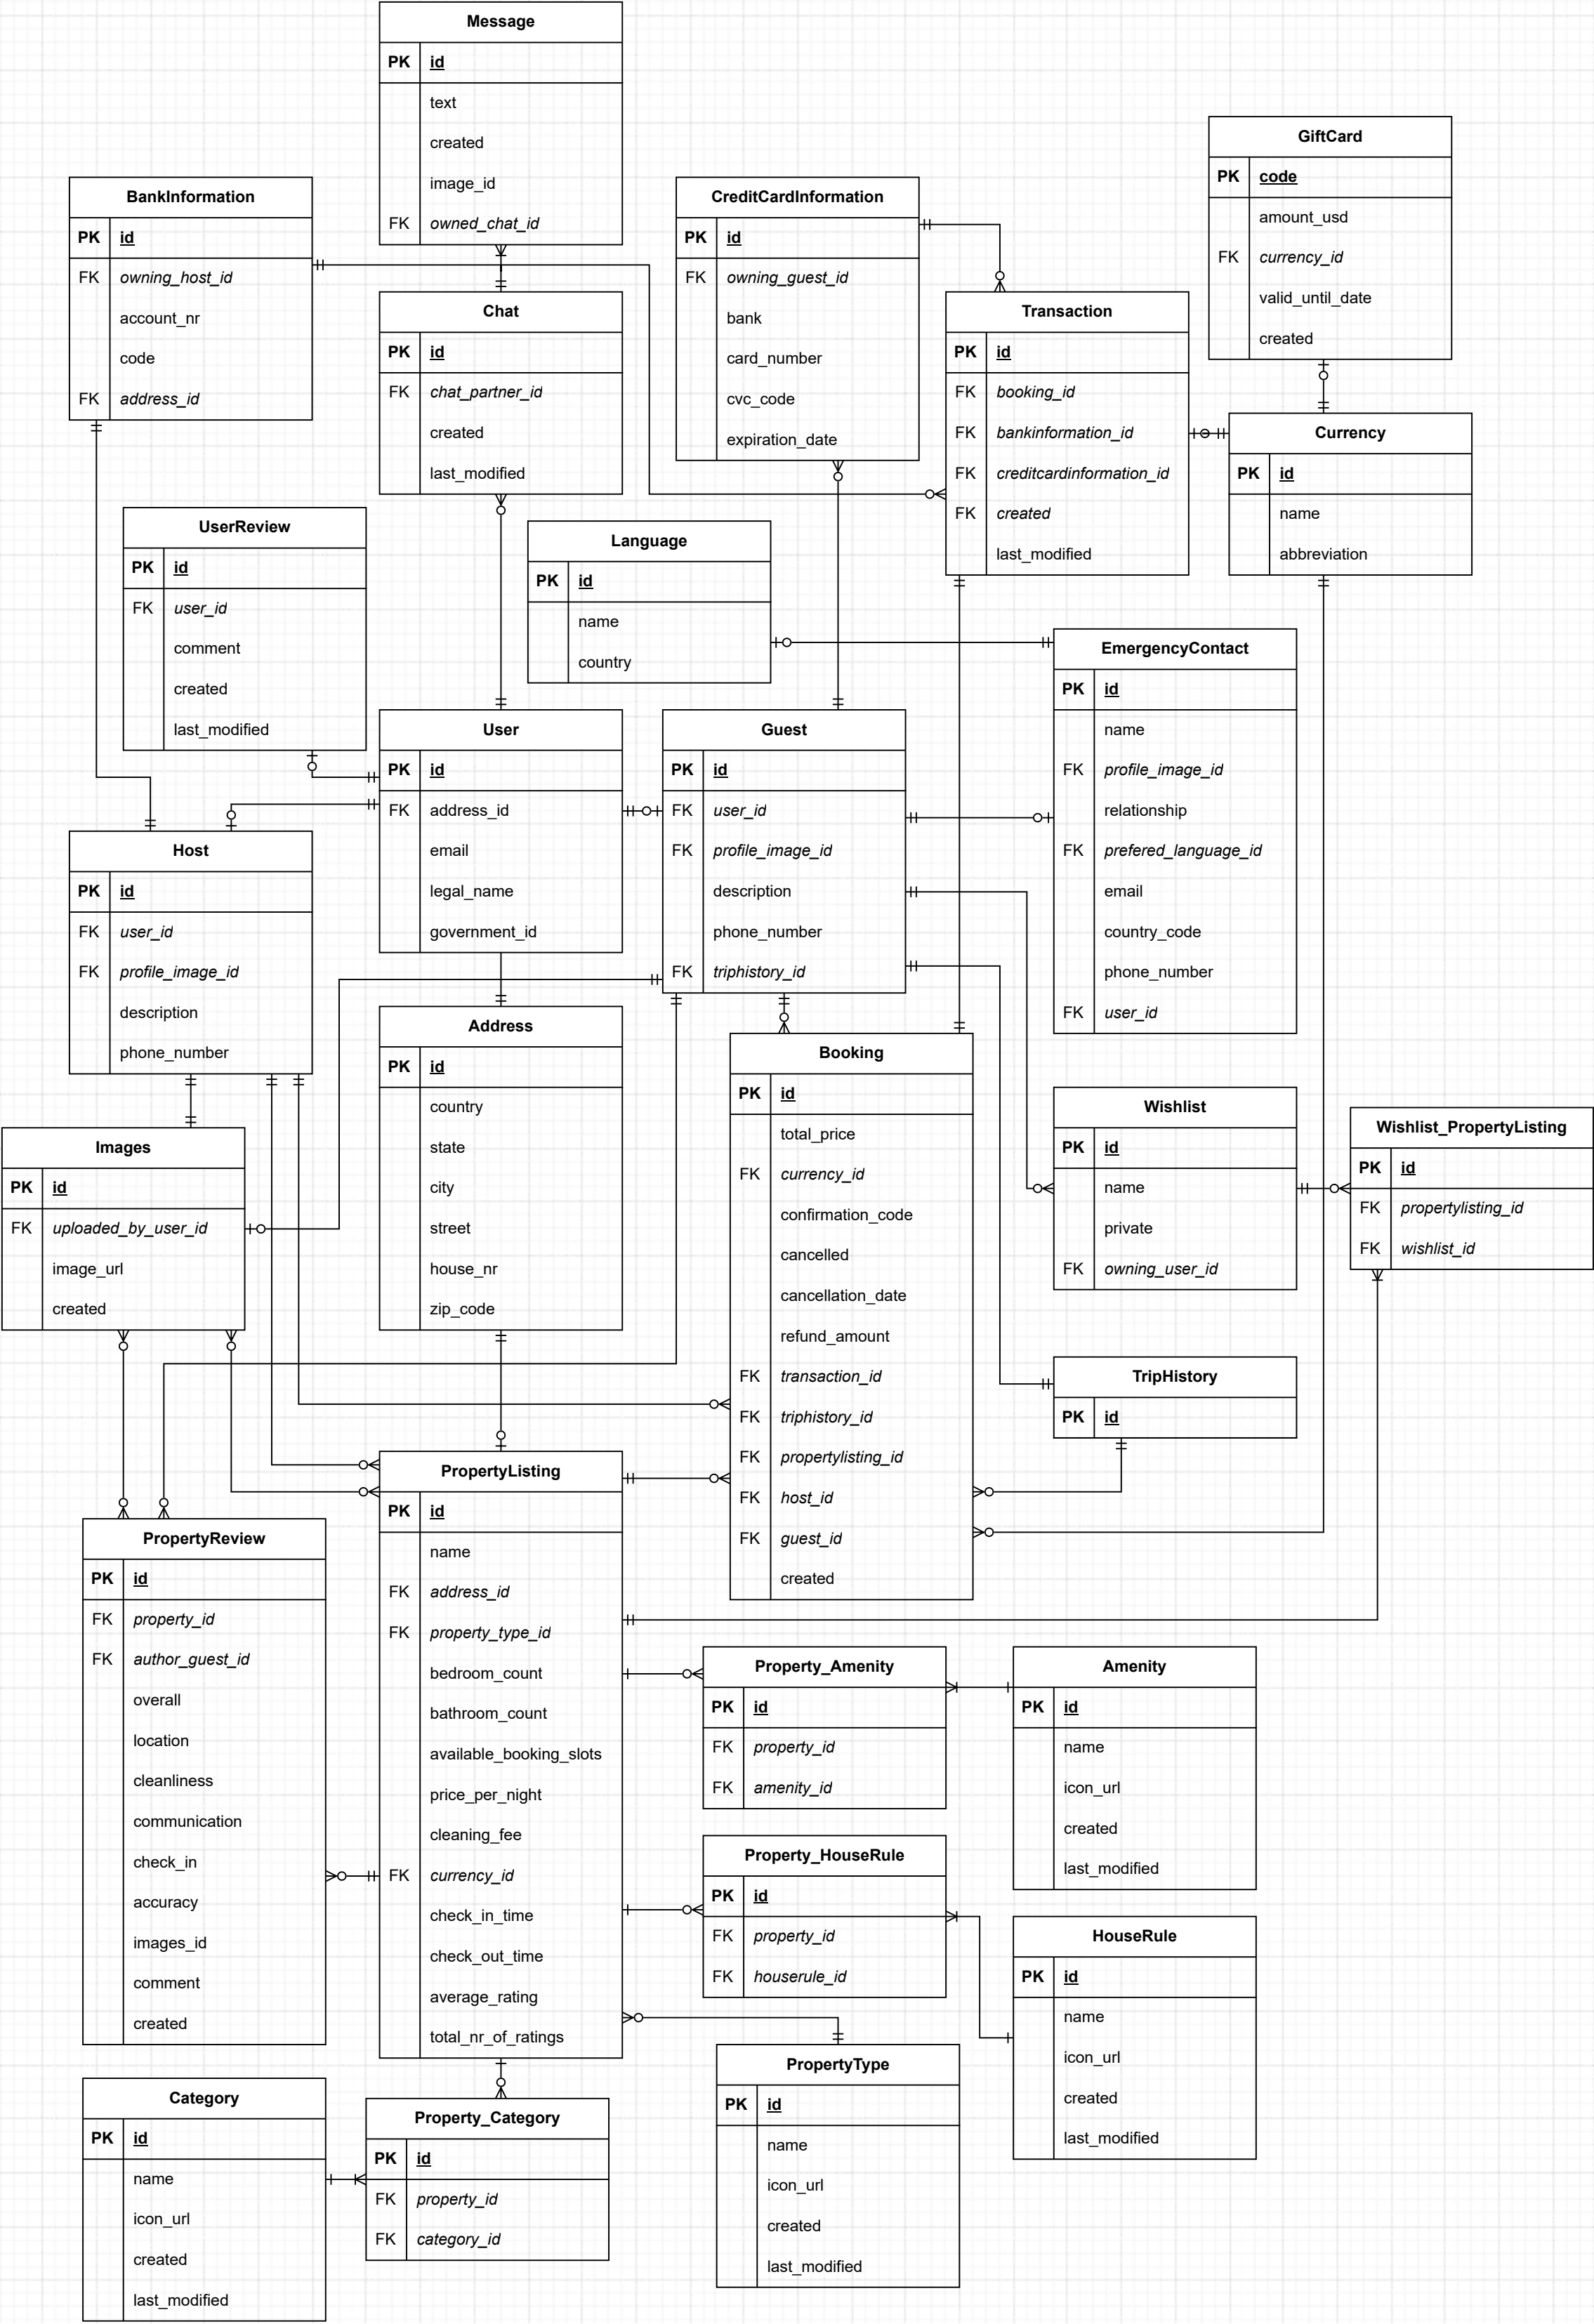 Message
PK id
text
created
image_id
FK owned_chat_id
GiftCard
PK code
amount_usd
FK currency_id
valid_until_date
created
BankInformation
PK id
FK owning_host_id
account_nr
code
FK address_id
CreditCardInformation
PK id
FK owning_guest_id
bank
card_number
cvc_code
expiration_date
Chat
PK id
FK chat_partner_id
created
last_modified
Transaction
PK id
FK booking_id
FK bankinformation_id
FK creditcardinformation_id
FK created
last_modified
Currency
PK id
name
abbreviation
UserReview
PK id
FK user_id
comment
created
last_modified
Language
PK id
name
country
EmergencyContact
PK id
name
FK profile_image_id
relationship
FK prefered_language_id
email
country_code
phone_number
FK user_id
User
PK id
FK address_id
email
legal_name
government_id
Guest
PK id
FK user_id
FK profile_image_id
description
phone_number
FK triphistory_id
Host
PK id
FK user_id
FK profile_image_id
description
phone_number
Address
PK id
country
state
city
street
house_nr
zip_code
Booking
PK id
total_price
FK currency_id
confirmation_code
cancelled
cancellation_date
refund_amount
FK transaction_id
FK triphistory_id
FK propertylisting_id
FK host_id
FK guest_id
created
Wishlist
PK id
name
private
FK owning_user_id
Wishlist_PropertyListing
PK id
FK propertylisting_id
FK wishlist_id
Images
PK id
FK uploaded_by_user_id
image_url
created
TripHistory
PK id
PropertyListing
PK id
name
FK address_id
FK property_type_id
bedroom_count
bathroom_count
available_booking_slots
price_per_night
cleaning_fee
FK currency_id
check_in_time
check_out_time
average_rating
total_nr_of_ratings
PropertyReview
PK id
FK property_id
FK author_guest_id
overall
location
cleanliness
communication
check_in
accuracy
images_id
comment
created
Property_Amenity
PK id
FK property_id
FK amenity_id
Amenity
PK id
name
icon_url
created
last_modified
Property_HouseRule
PK id
FK property_id
FK houserule_id
HouseRule
PK id
name
icon_url
created
last_modified
PropertyType
PK id
name
icon_url
created
last_modified
Category
PK id
name
icon_url
created
last_modified
Property_Category
PK id
FK property_id
FK category_id